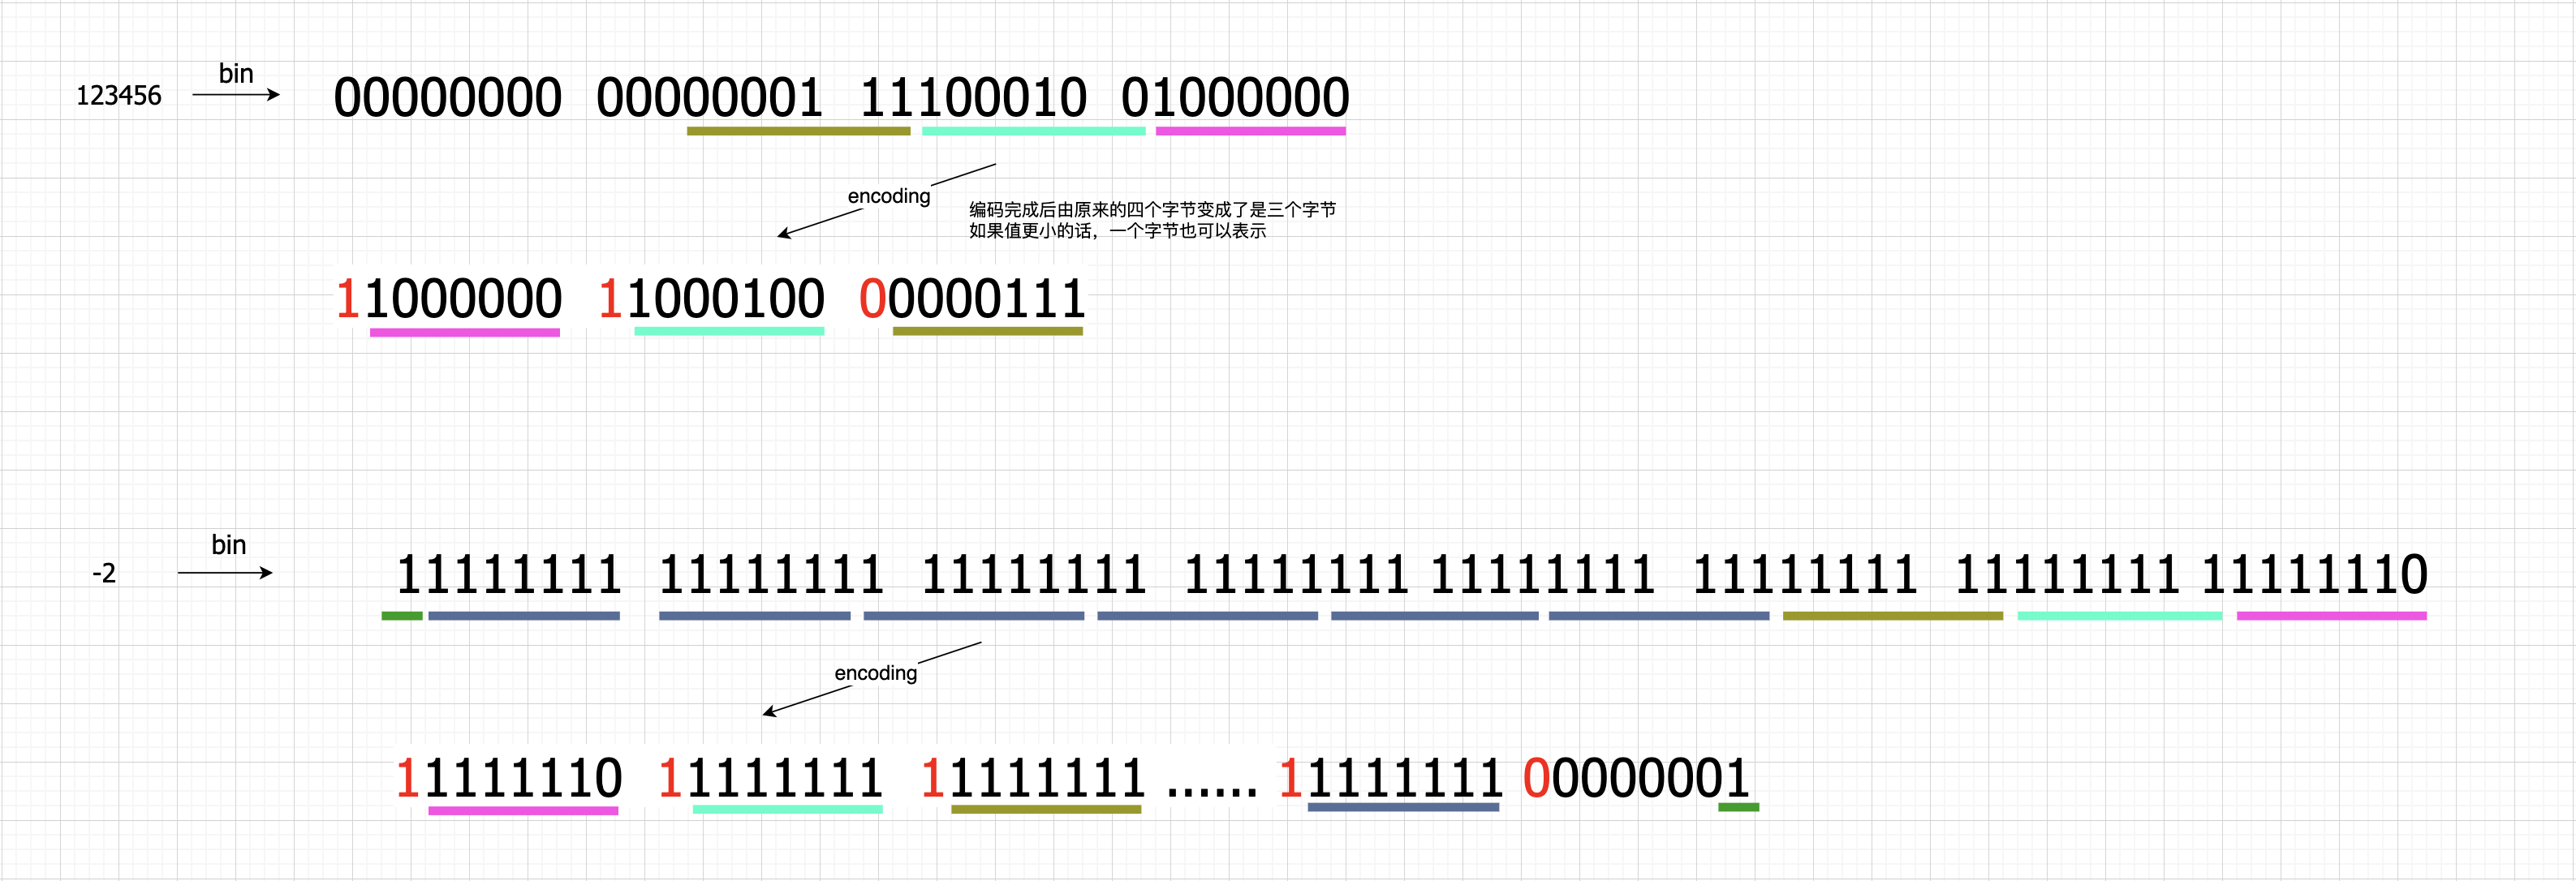 123456 bin 00000000 00000001 11100010 01000000
encoding
编码完成后由原来的四个字节变成了是三个字节
如果值更小的话，一个字节也可以表示
11000000 11000100 00000111
-2 bin 11111111 11111111 11111111 11111111 11111111 11111111 11111111 11111110
encoding
11111110 11111111 11111111 ...... 11111111 00000001